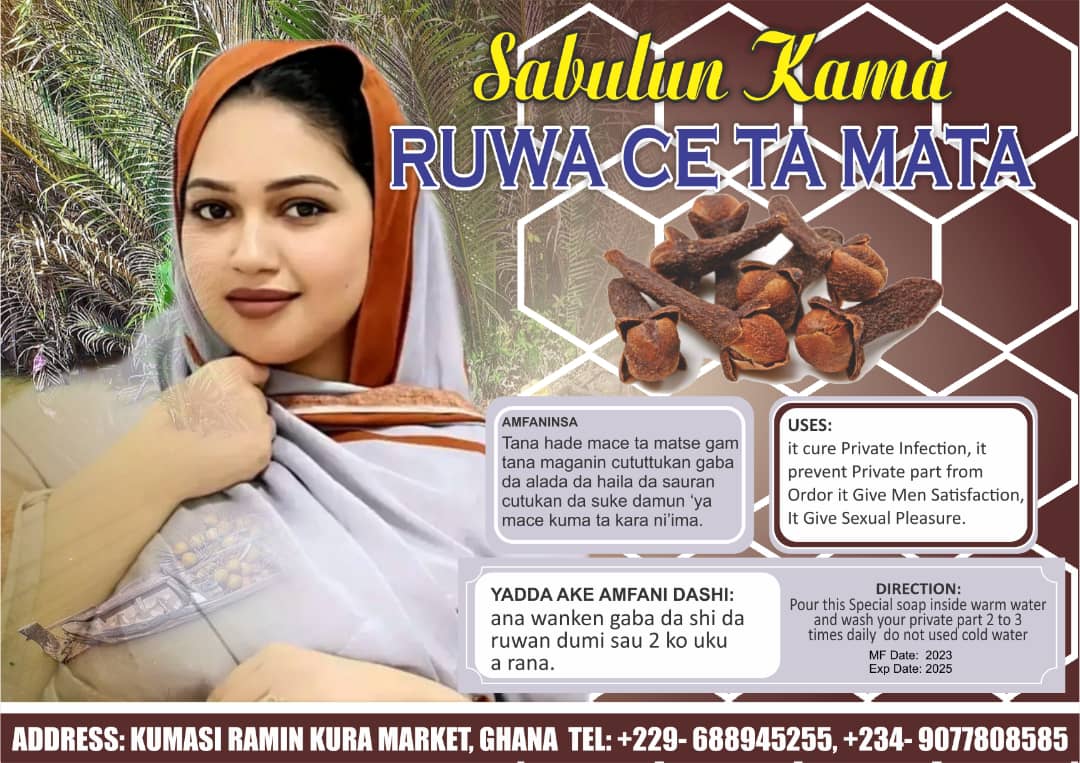 Sabulun Kama
RUWA CE TA MATA
AMFANINSA
Tana hade mace ta matse gam
tana maganin cututtukan gaba
da alada da haila da sauran
cutukan da suke damun ‘ya
mace kuma ta kara ni’ima.
USES:
it cure Private Infection, it
prevent Private part from
Ordor it Give Men Satisfaction,
It Give Sexual Pleasure.
YADDA AKE AMFANI DASHI:
ana wanken gaba da shi da
ruwan dumi sau 2 ko uku
a rana.
DIRECTION:
Pour this Special soap inside warm water
and wash your private part 2 to 3
times daily do not used cold water
MF Date: 2023
Exp Date: 2025
ADDRESS: KUMASI RAMIN KURA MARKET, GHANA TEL: +229- 688945255, +234- 9077808585